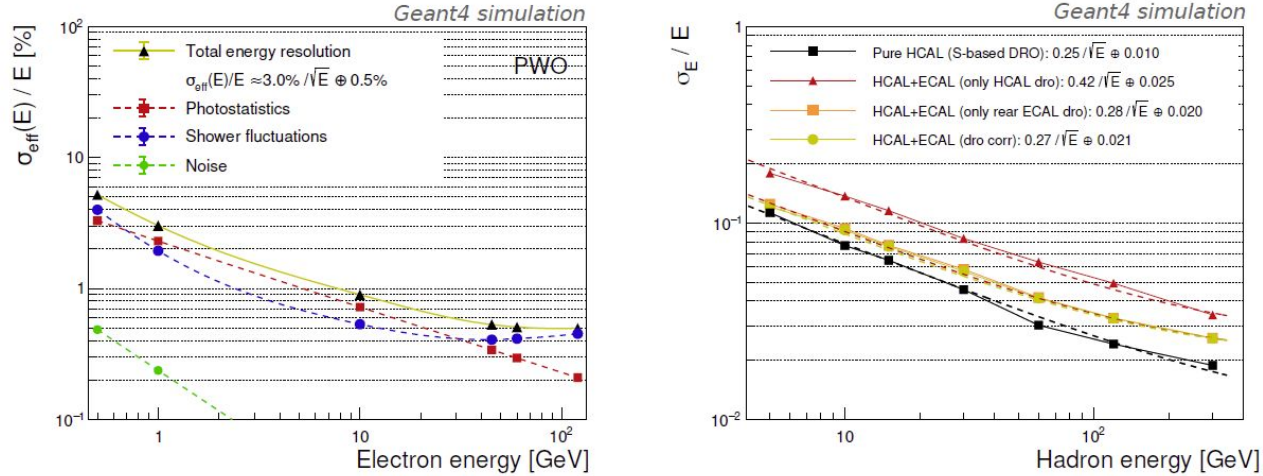 Geant4 simulation
σeff(E) / E [%]
10²
10
1
10⁻¹
Total energy resolution
σeff(E)/E ≈3.0% /√E ⊕ 0.5%
PWO
Photostatistics
Shower fluctuations
Noise
1 10 10²
Electron energy [GeV]
Geant4 simulation
σE / E
1
10⁻¹
10⁻²
Pure HCAL (S-based DRO): 0.25/√E ⊕ 0.010
HCAL+ECAL (only HCAL dro): 0.42/√E ⊕ 0.025
HCAL+ECAL (only rear ECAL dro): 0.28/√E ⊕ 0.020
HCAL+ECAL (dro corr): 0.27/√E ⊕ 0.021
10 10²
Hadron energy [GeV]